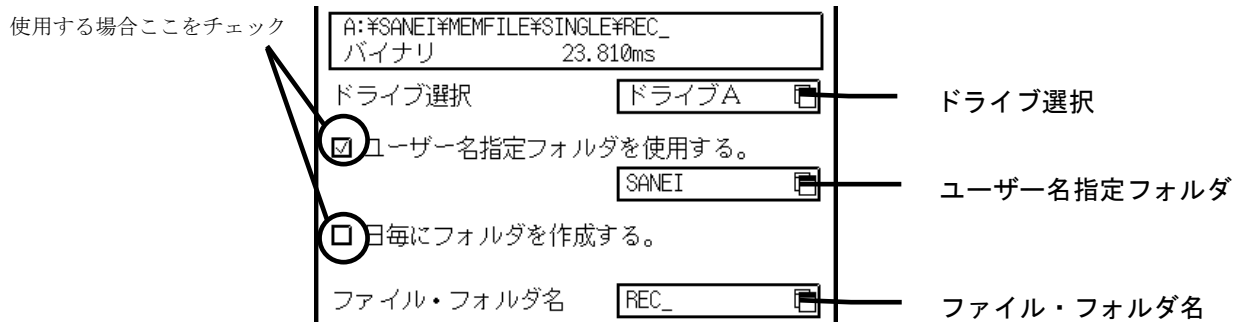 使用する場合ここをチェック
A:¥SANEI¥MEMFILE¥SINGLE¥REC_
バイナリ 23.810ms
ドライブ選択 ドライブA ドライブ選択
ユーザー名指定フォルダを使用する。
SANEI ユーザー名指定フォルダ
日毎にフォルダを作成する。
ファイル・フォルダ名 REC_ ファイル・フォルダ名